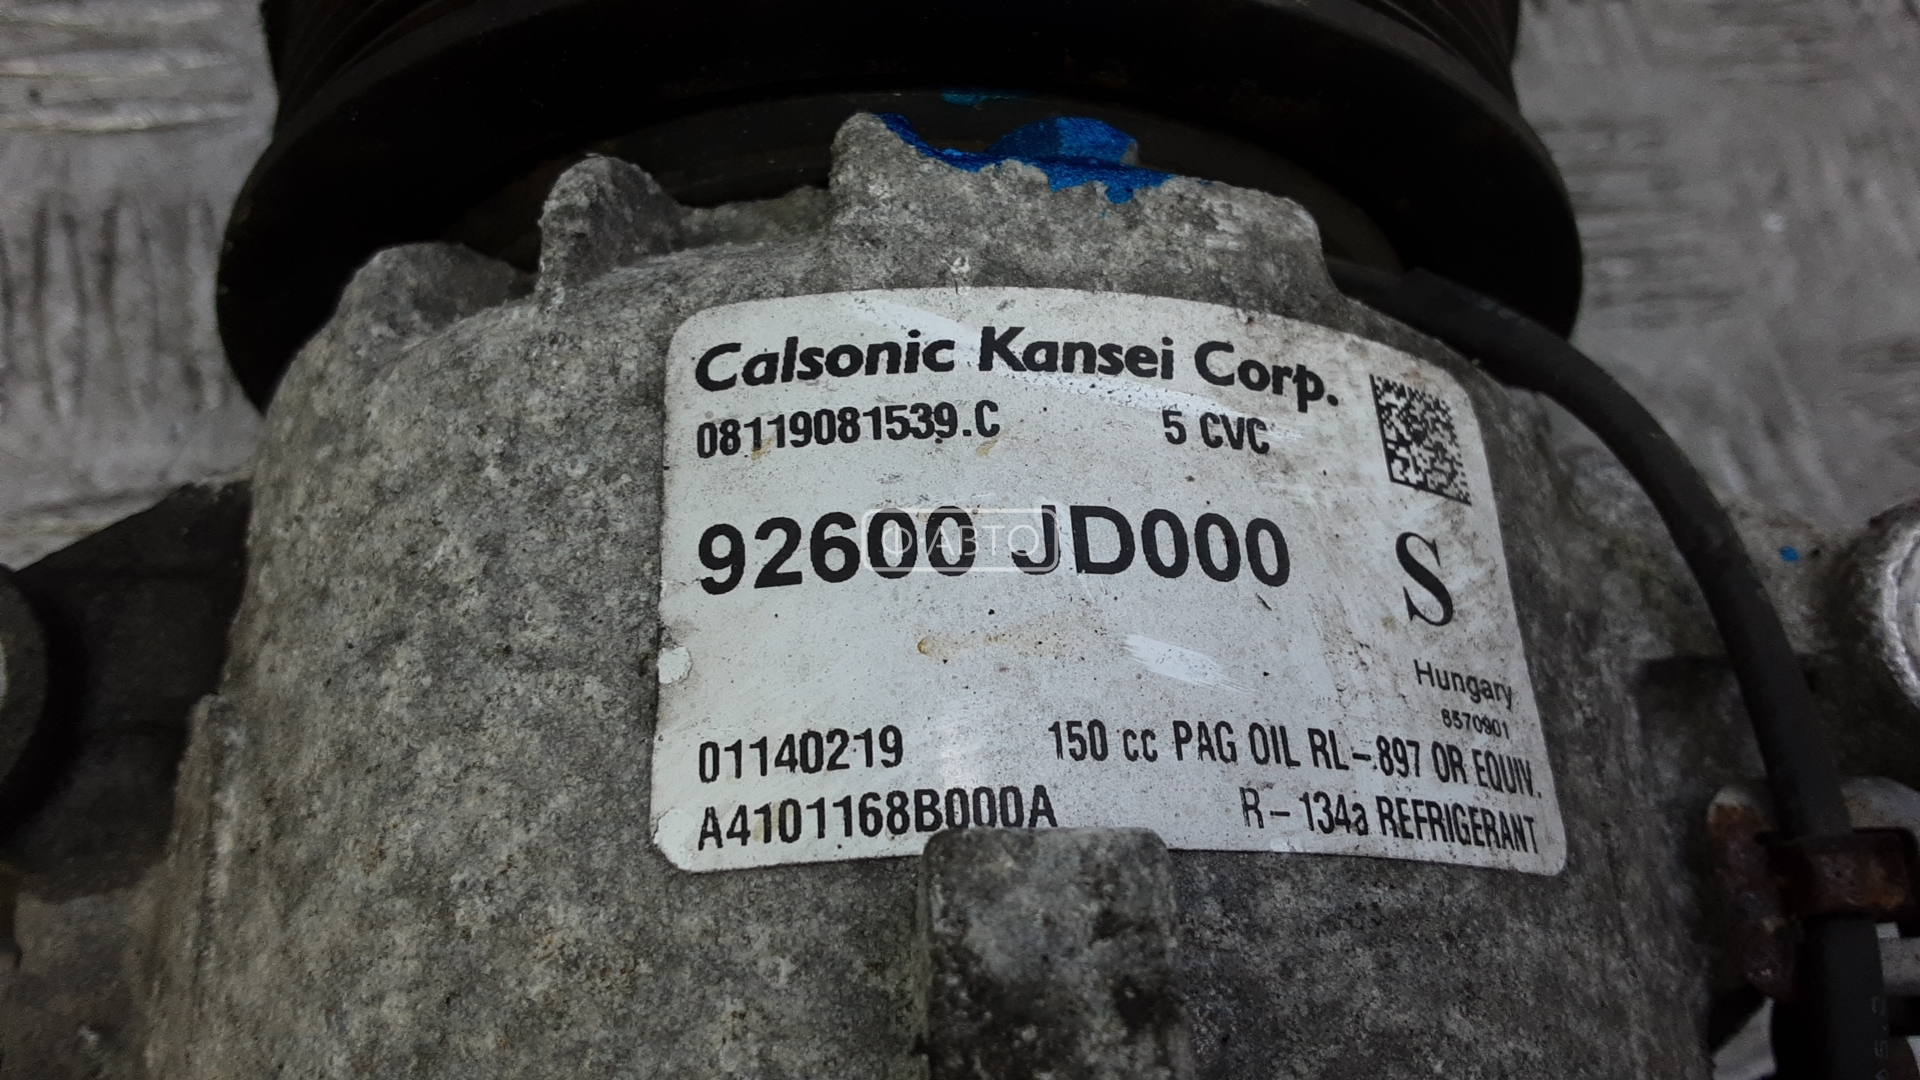 Calsonic Kansei Corp.
08119081539.C 5 CVC
92600 JD000
Ф АВТО
S
Hungary
8570901
01140219 150 cc PAG OIL RL-897 OR EQUIV.
A4101168B000A R-134a REFRIGERANT